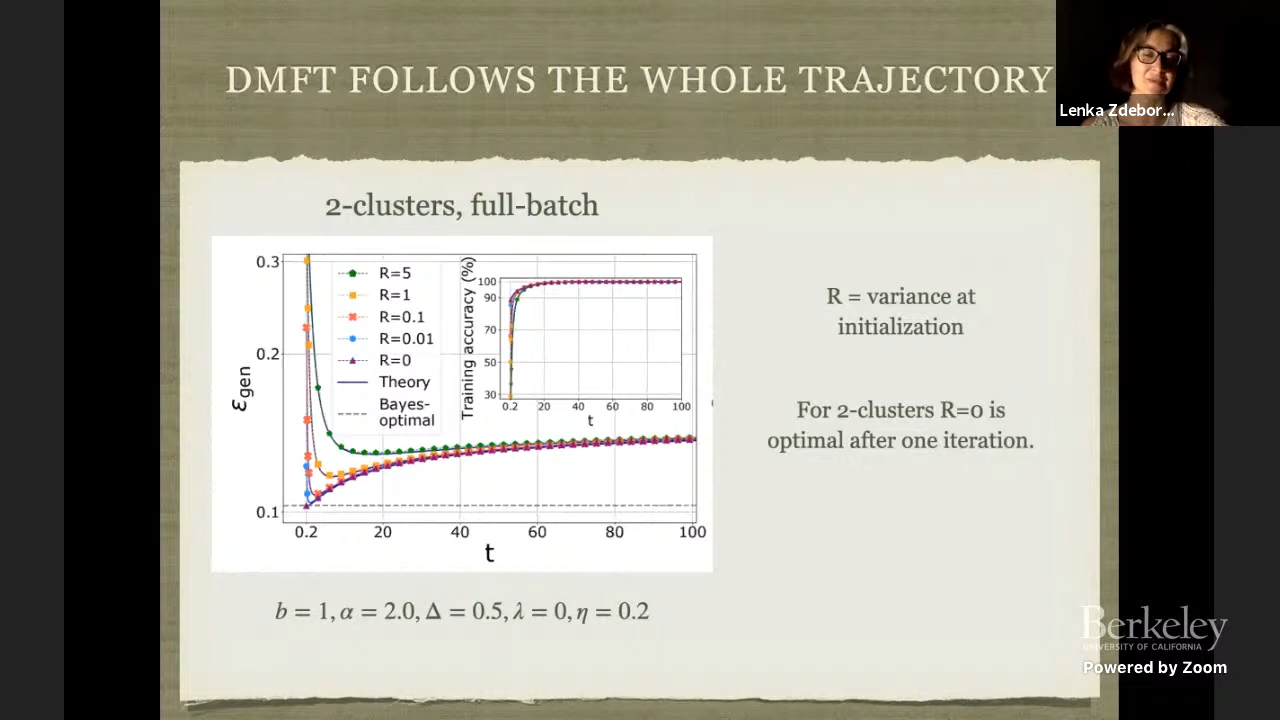 DMFT FOLLOWS THE WHOLE TRAJECTORY
Lenka Zdebor...
2-clusters, full-batch
0.3
0.2
0.1
εgen
R=5
R=1
R=0.1
R=0.01
R=0
Theory
Bayes-
optimal
Training accuracy (%)
100
90
70
50
30
0.2 20 40 60 80 100
t
0.2 20 40 60 80 100
t
b = 1, α = 2.0, Δ = 0.5, λ = 0, η = 0.2
R = variance at
initialization
For 2-clusters R=0 is
optimal after one iteration.
Berkeley
UNIVERSITY OF CALIFORNIA
Powered by Zoom